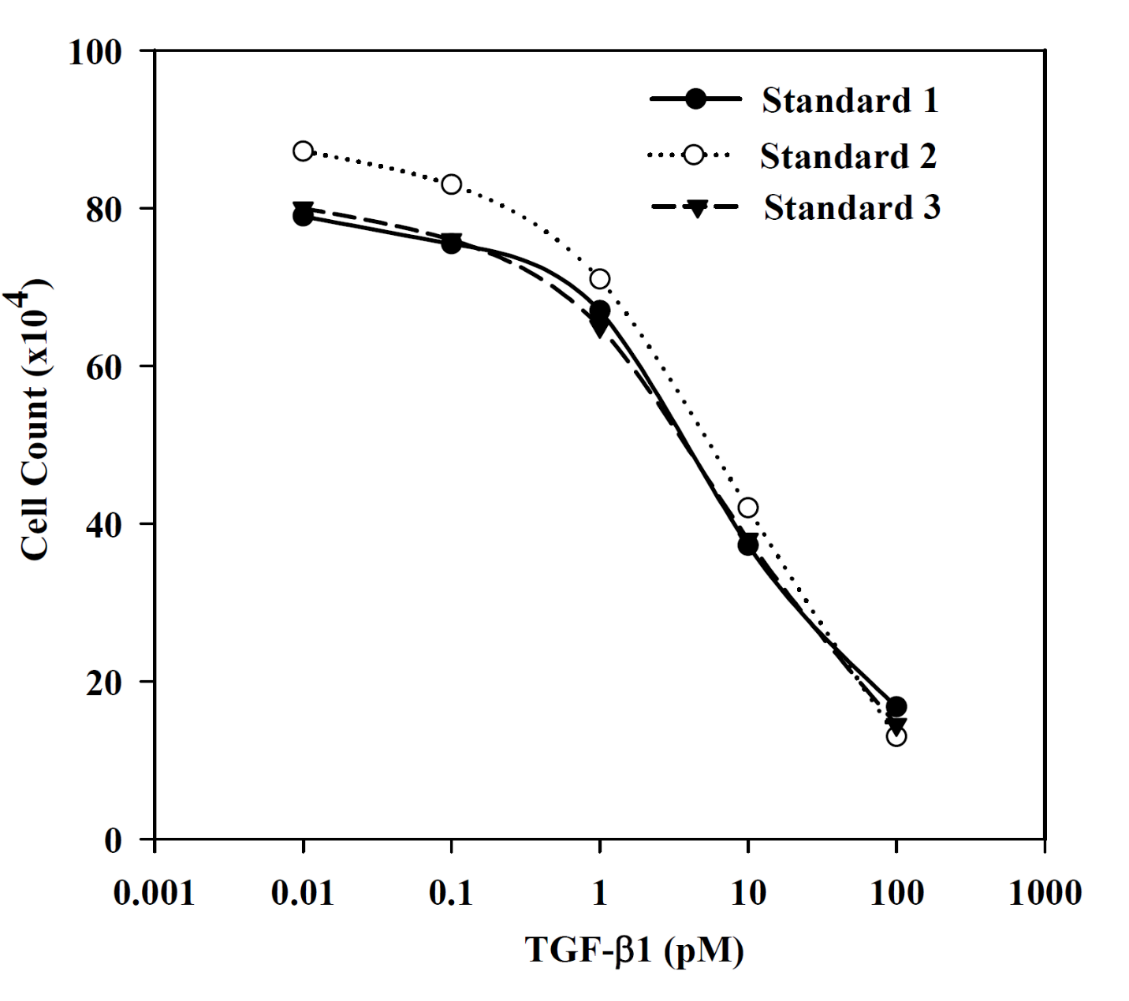 100
80
60
40
20
0
Cell Count (x10⁴)
Standard 1
Standard 2
Standard 3
0.001 0.01 0.1 1 10 100 1000
TGF-β1 (pM)